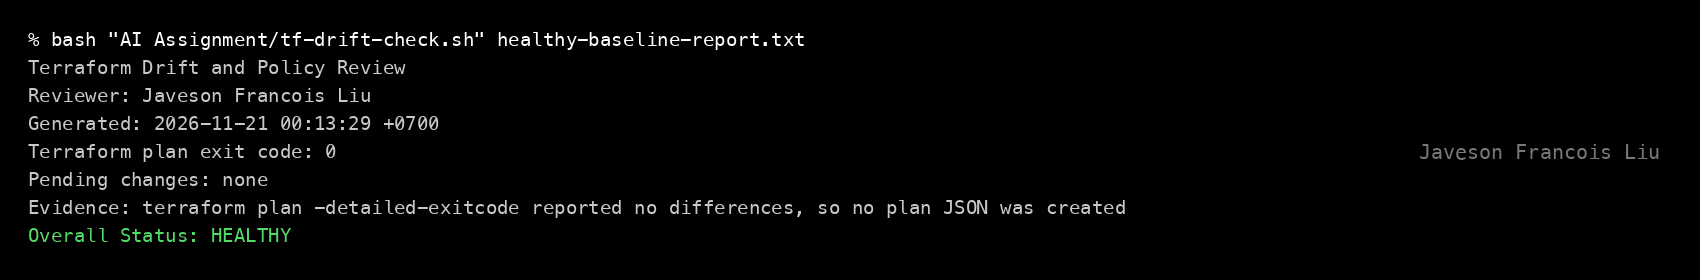 % bash "AI Assignment/tf-drift-check.sh" healthy-baseline-report.txt
Terraform Drift and Policy Review
Reviewer: Javeson Francois Liu
Generated: 2026-11-21 00:13:29 +0700
Terraform plan exit code: 0
Javeson Francois Liu
Pending changes: none
Evidence: terraform plan -detailed-exitcode reported no differences, so no plan JSON was created
Overall Status: HEALTHY